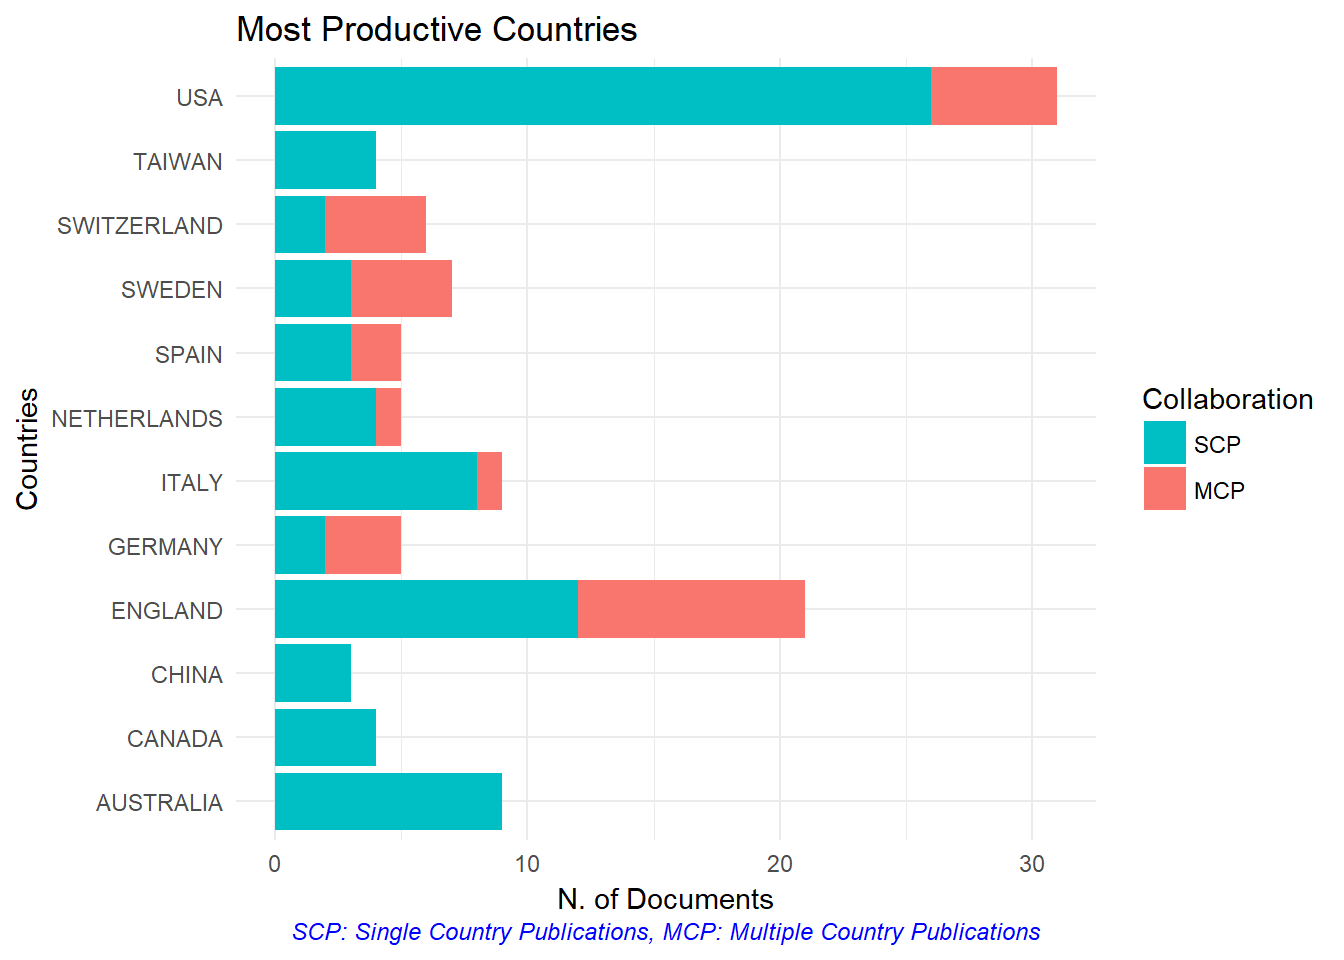 Most Productive Countries
USA
TAIWAN
SWITZERLAND
SWEDEN
SPAIN
NETHERLANDS
ITALY
GERMANY
ENGLAND
CHINA
CANADA
AUSTRALIA
Countries
0 10 20 30
N. of Documents
SCP: Single Country Publications, MCP: Multiple Country Publications
Collaboration
SCP
MCP